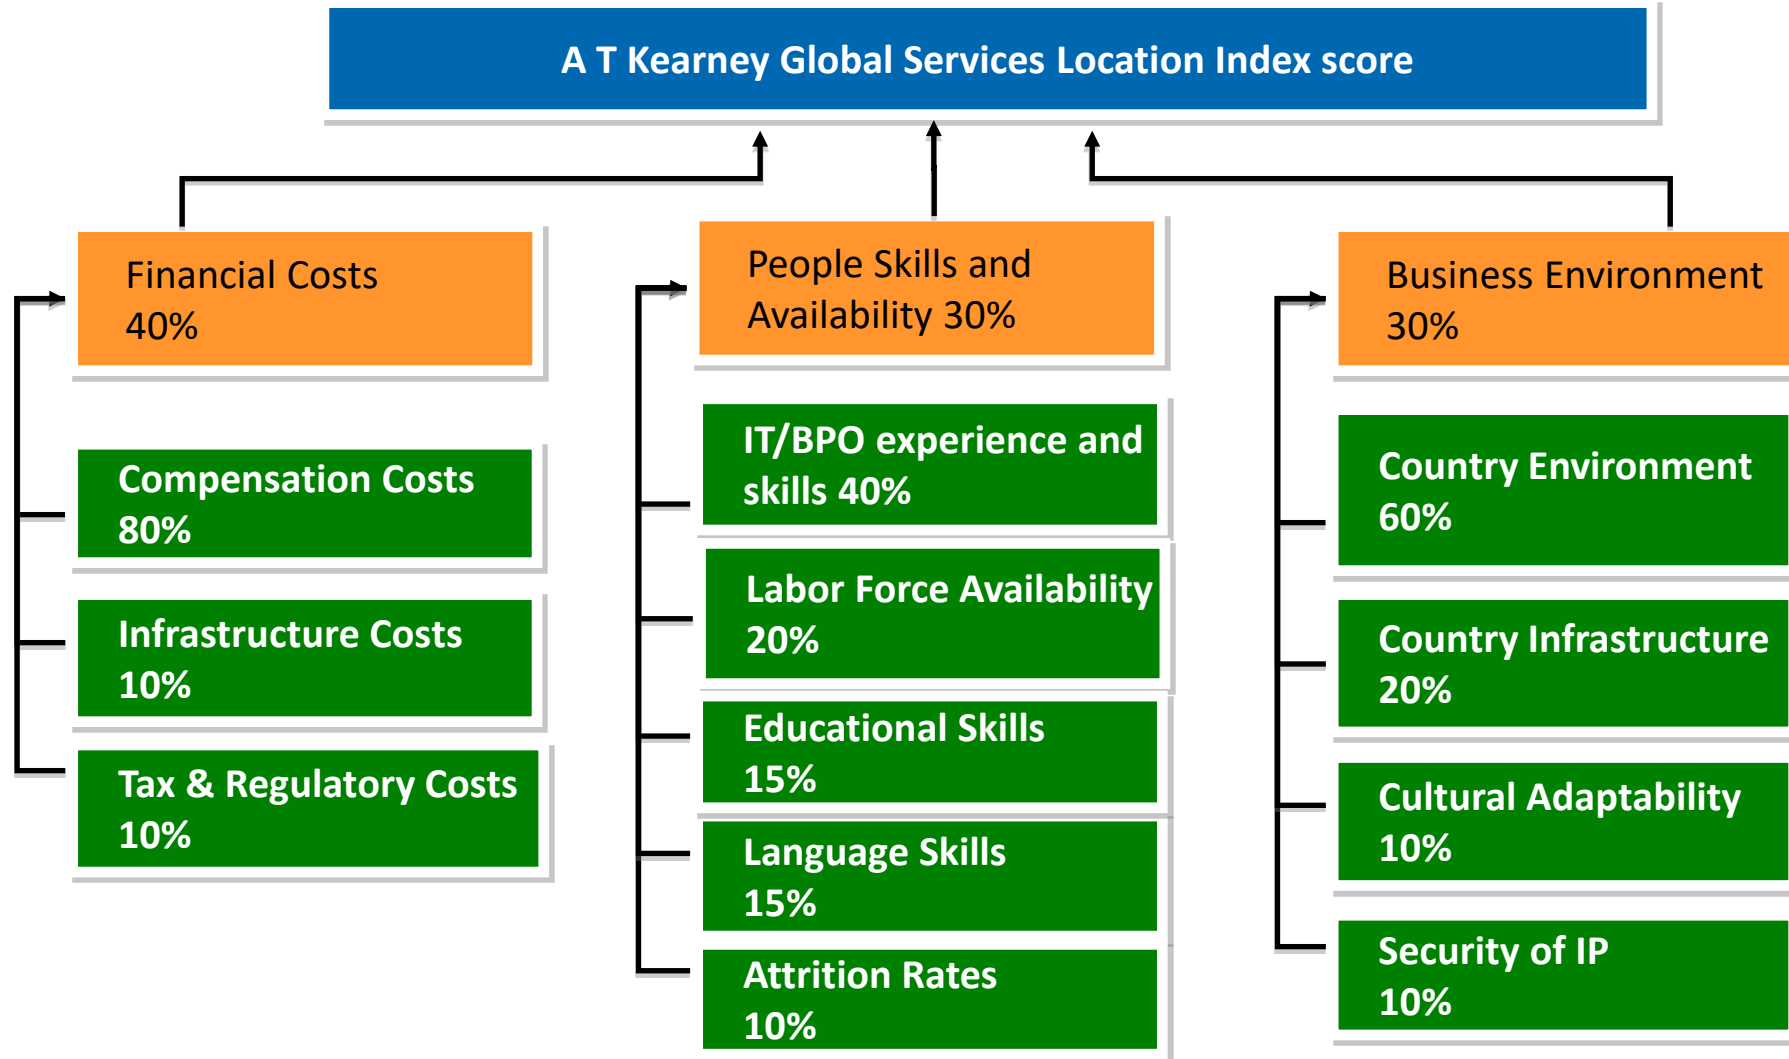 A T Kearney Global Services Location Index score
Financial Costs
40%
Compensation Costs
80%
Infrastructure Costs
10%
Tax & Regulatory Costs
10%
People Skills and
Availability 30%
IT/BPO experience and
skills 40%
Labor Force Availability
20%
Educational Skills
15%
Language Skills
15%
Attrition Rates
10%
Business Environment
30%
Country Environment
60%
Country Infrastructure
20%
Cultural Adaptability
10%
Security of IP
10%